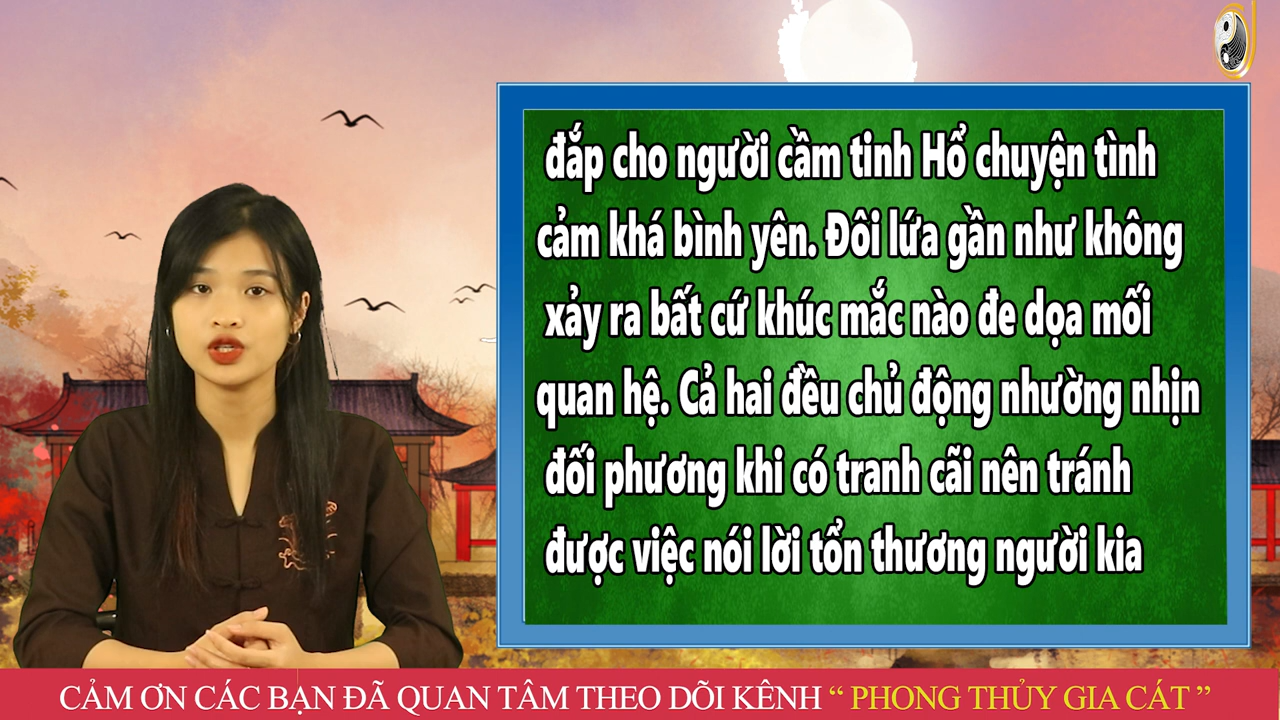 đắp cho người cầm tinh Hổ chuyện tình
cảm khá bình yên. Đôi lứa gần như không
xảy ra bất cứ khúc mắc nào đe dọa mối
quan hệ. Cả hai đều chủ động nhường nhịn
đối phương khi có tranh cãi nên tránh
được việc nói lời tổn thương người kia
CẢM ƠN CÁC BẠN ĐÃ QUAN TÂM THEO DÕI KÊNH “ PHONG THỦY GIA CÁT ”